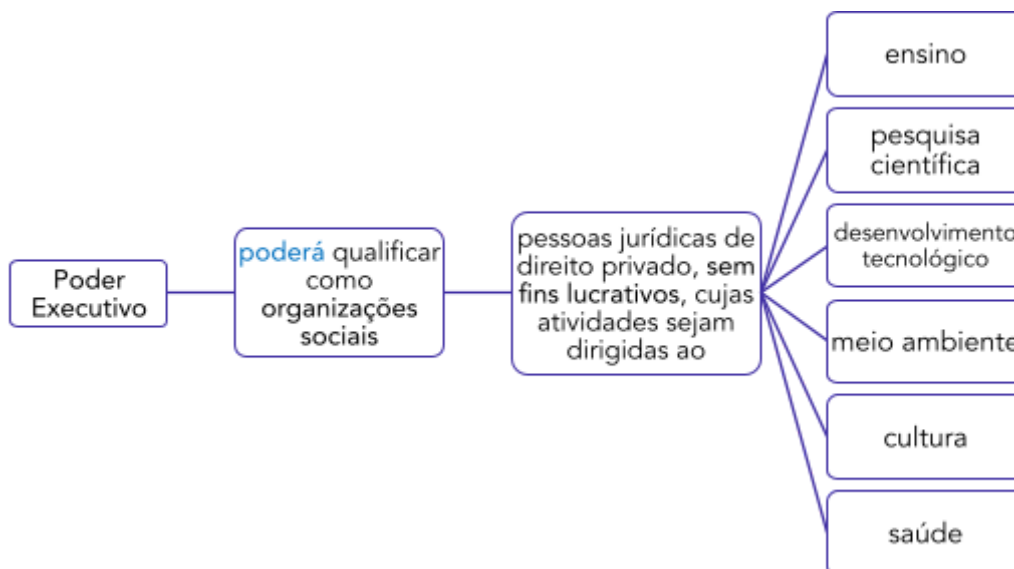 Poder
Executivo
poderá qualificar
como
organizações
sociais
pessoas jurídicas de
direito privado, sem
fins lucrativos, cujas
atividades sejam
dirigidas ao
ensino
pesquisa
científica
desenvolvimento
tecnológico
meio ambiente
cultura
saúde